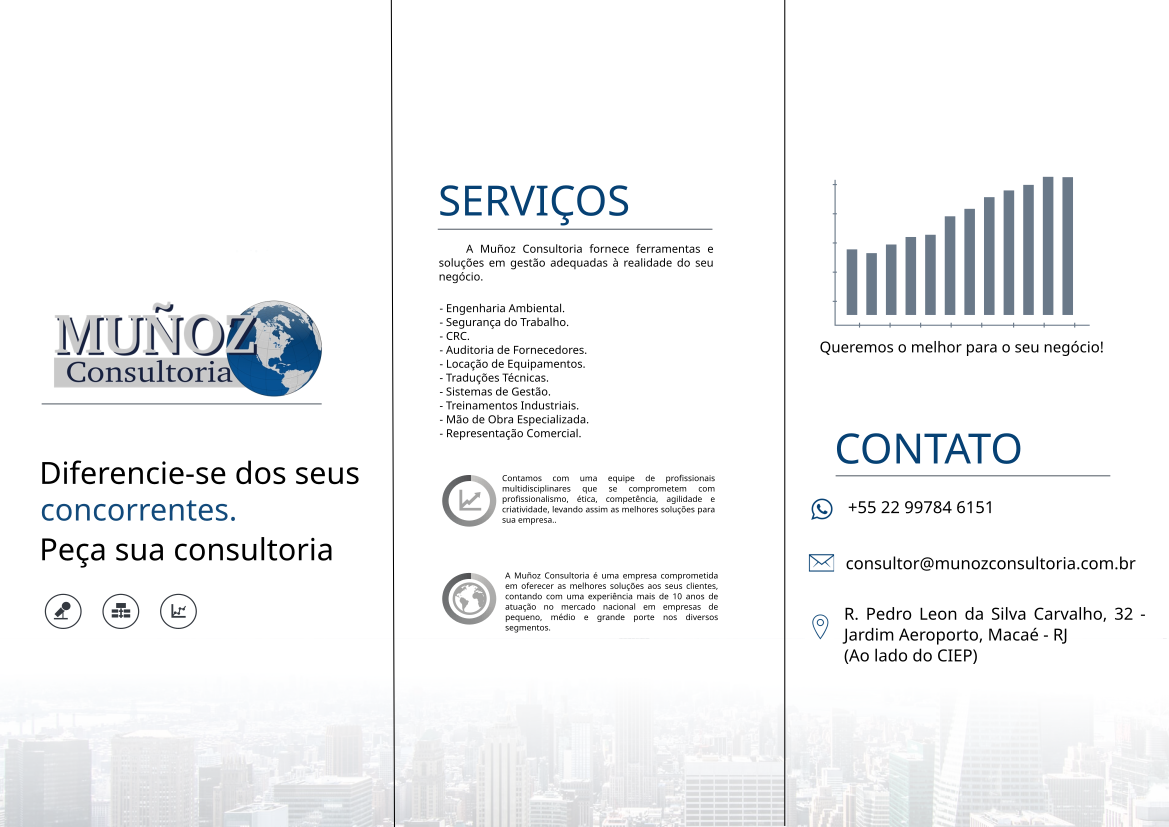 MUÑOZ
Consultoria
Diferencie-se dos seus
concorrentes.
Peça sua consultoria
SERVIÇOS
A Muñoz Consultoria fornece ferramentas e
soluções em gestão adequadas à realidade do seu
negócio.
- Engenharia Ambiental.
- Segurança do Trabalho.
- CRC.
- Auditoria de Fornecedores.
- Locação de Equipamentos.
- Traduções Técnicas.
- Sistemas de Gestão.
- Treinamentos Industriais.
- Mão de Obra Especializada.
- Representação Comercial.
Contamos com uma equipe de profissionais
multidisciplinares que se comprometem com
profissionalismo, ética, competência, agilidade e
criatividade, levando assim as melhores soluções para
sua empresa..
A Muñoz Consultoria é uma empresa comprometida
em oferecer as melhores soluções aos seus clientes,
contando com uma experiência mais de 10 anos de
atuação no mercado nacional em empresas de
pequeno, médio e grande porte nos diversos
segmentos.
Queremos o melhor para o seu negócio!
CONTATO
+55 22 99784 6151
consultor@munozconsultoria.com.br
R. Pedro Leon da Silva Carvalho, 32 -
Jardim Aeroporto, Macaé - RJ
(Ao lado do CIEP)